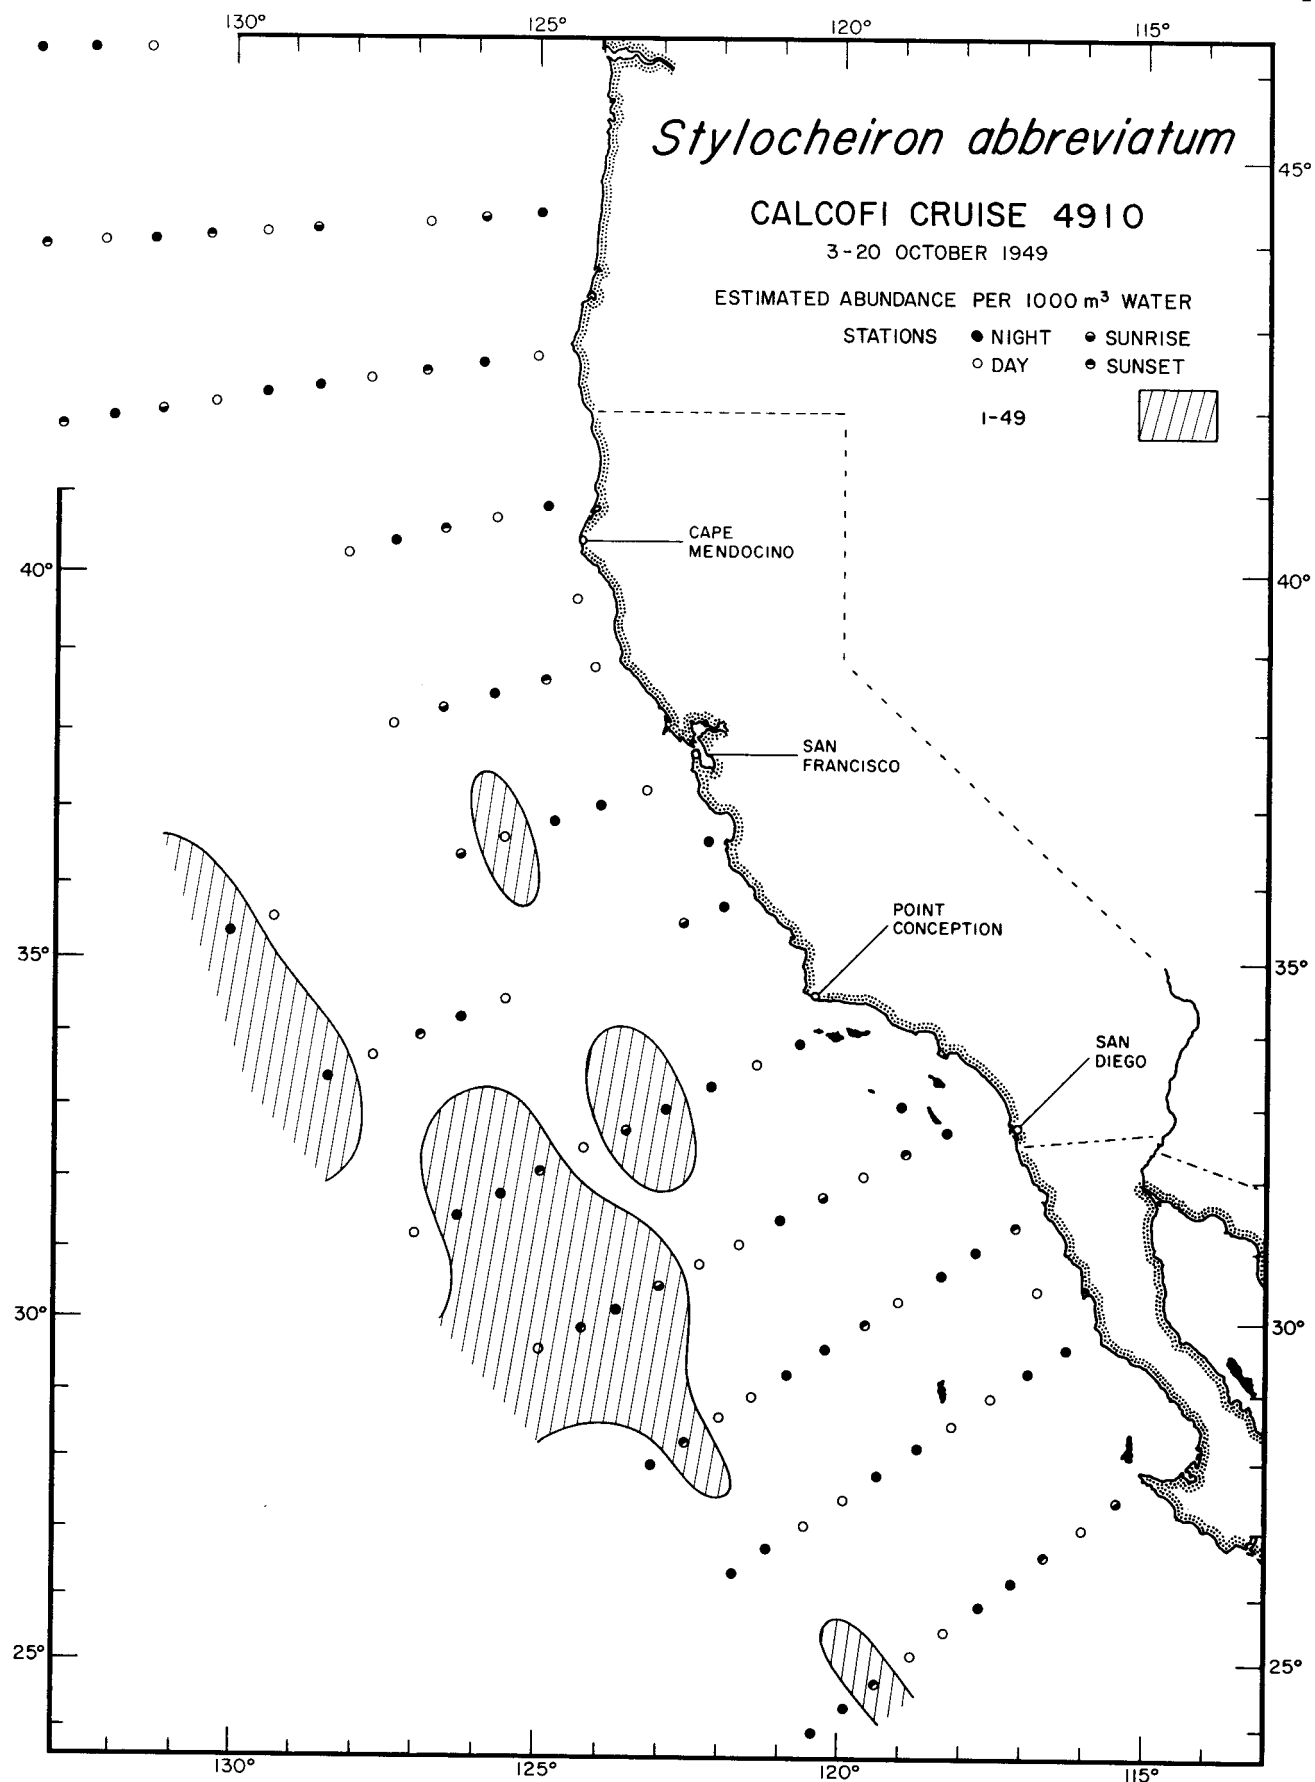 130° 125° 120° 115°
Stylocheiron abbreviatum
45°
CALCOFI CRUISE 4910
3-20 OCTOBER 1949
ESTIMATED ABUNDANCE PER 1000 m³ WATER
STATIONS NIGHT SUNRISE
DAY SUNSET
1-49
CAPE
MENDOCINO
40° 40°
SAN
FRANCISCO
POINT
CONCEPTION
35° 35°
SAN
DIEGO
30° 30°
25° 25°
130° 125° 120° 115°